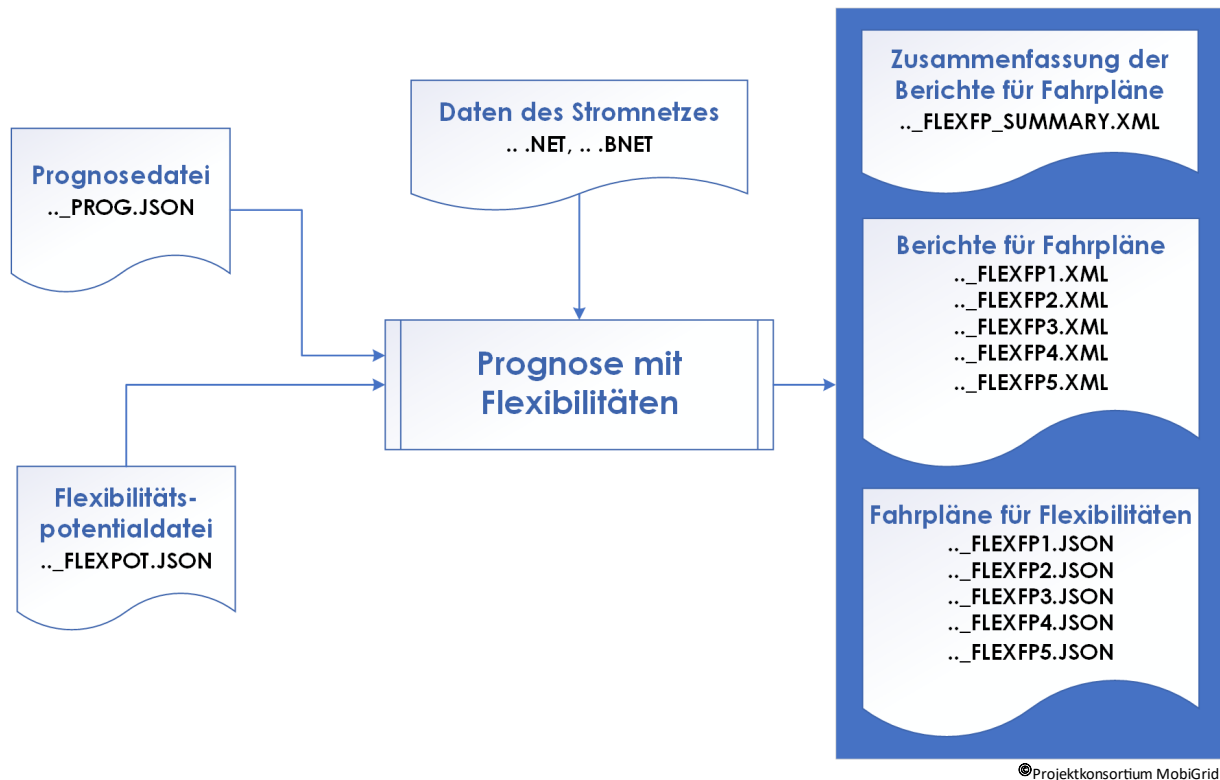 Prognosedatei
.._PROG.JSON
Daten des Stromnetzes
.. .NET, .. .BNET
Flexibilitäts-
potentialdatei
.._FLEXPOT.JSON
Prognose mit
Flexibilitäten
Zusammenfassung der
Berichte für Fahrpläne
.._FLEXFP_SUMMARY.XML
Berichte für Fahrpläne
.._FLEXFP1.XML
.._FLEXFP2.XML
.._FLEXFP3.XML
.._FLEXFP4.XML
.._FLEXFP5.XML
Fahrpläne für Flexibilitäten
.._FLEXFP1.JSON
.._FLEXFP2.JSON
.._FLEXFP3.JSON
.._FLEXFP4.JSON
.._FLEXFP5.JSON
©Projektkonsortium MobiGrid